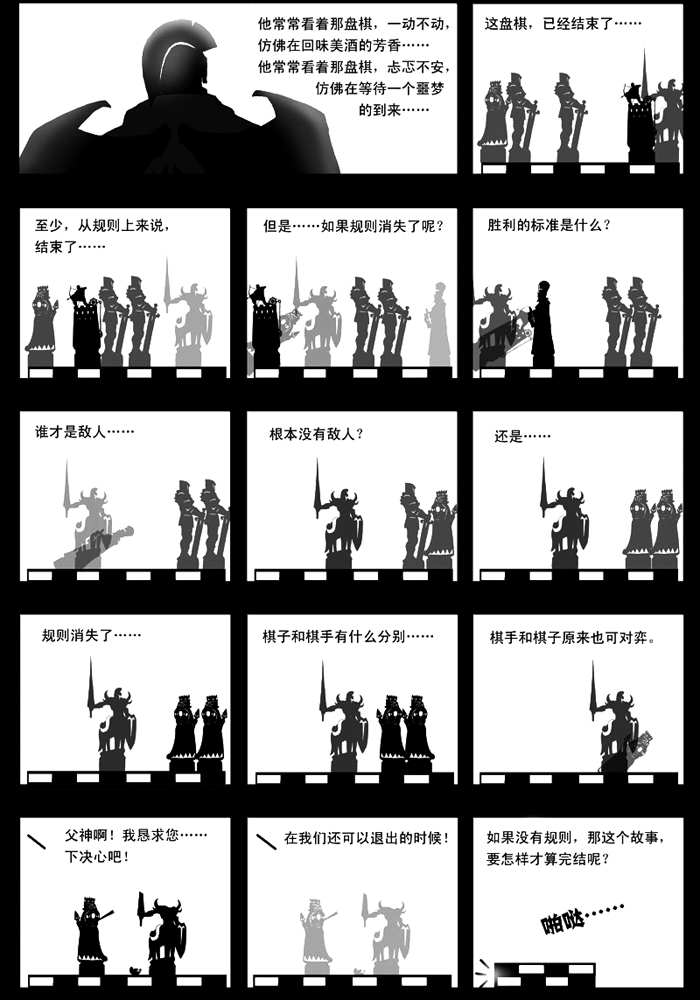 他常常看着那盘棋，一动不动，
仿佛在回味美酒的芳香……
他常常看着那盘棋，忐忑不安，
仿佛在等待一个噩梦
的到来……
这盘棋，已经结束了……
至少，从规则上来说，
结束了……
但是……如果规则消失了呢？
胜利的标准是什么？
谁才是敌人……
根本没有敌人？
还是……
规则消失了……
棋子和棋手有什么分别……
棋手和棋子原来也可对弈。
父神啊！我恳求您……
下决心吧！
在我们还可以退出的时候！
如果没有规则，那这个故事，
要怎样才算完结呢？
啪哒……